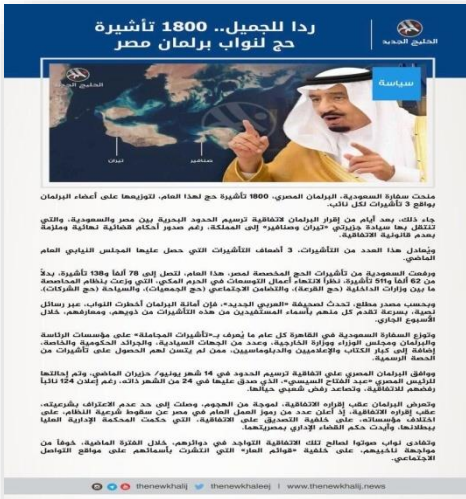 ردا للجميل.. 1800 تأشيرة
حج لنواب برلمان مصر
الخليج الجديد
سياسة
الخليج الجديد
تيران
صنافير
منحت سفارة السعودية، البرلمان المصري، 1800 تأشيرة حج لهذا العام، لتوزيعها على أعضاء البرلمان
بواقع 3 تأشيرات لكل نائب.
جاء ذلك، بعد أيام من إقرار البرلمان لاتفاقية ترسيم الحدود البحرية بين مصر والسعودية، والتي
تنتقل بها سيادة جزيرتي «تيران وصنافير» إلى المملكة، رغم صدور أحكام قضائية نهائية وملزمة
بعدم قانونية الاتفاقية.
ويُعادل هذا العدد من التأشيرات، 3 أضعاف التأشيرات التي حصل عليها المجلس النيابي العام
الماضي.
ورفعت السعودية من تأشيرات الحج المخصصة لمصر، هذا العام، لتصل إلى 78 ألفا و138 تأشيرة، بدلاً
من 62 ألفا و511 تأشيرة، نظرًا لانتهاء أعمال التوسعات في الحرم المكي، التي وزعت بنظام المحاصصة
ما بين وزارات الداخلية (حج القرعة)، والتضامن الاجتماعي (حج الجمعيات)، والسياحة (حج الشركات).
وبحسب مصدر مطلع، تحدث لصحيفة «العربي الجديد»، فإن أمانة البرلمان أخطرت النواب، عبر رسائل
نصية، بسرعة تقدم كل منهم بأسماء المستفيدين من هذه التأشيرات من ذويهم، ومعارفهم، خلال
الأسبوع الجاري.
وتوزع السفارة السعودية في القاهرة كل عام ما يُعرف بـ«تأشيرات المجاملة» على مؤسسات الرئاسة
والبرلمان ومجلس الوزراء ووزارة الخارجية، وعدد من الجهات السيادية، والجرائد الحكومية والخاصة،
إضافة إلى كبار الكتاب والإعلاميين والدبلوماسيين، ممن لم يتسن لهم الحصول على تأشيرات من
الحصة الرسمية.
ووافق البرلمان المصري علي اتفاقية ترسيم الحدود في 14 شهر يونيو/ حزيران الماضي، وتم إحالتها
للرئيس المصري «عبد الفتاح السيسي»، الذي صدق عليها في 24 من الشهر ذاته، رغم إعلان 124 نائباً
رفضهم للاتفاقية، وتصاعد رفض شعبي حيالها.
وتعرض البرلمان عقب إقراره الاتفاقية، لموجة من الهجوم، وصلت إلى حد عدم الاعتراف بشرعيته،
عقب إقراره الاتفاقية، إذ أعلن عدد من رموز العمل العام في مصر عن سقوط شرعية النظام، على
اختلاف مؤسساته، على خلفية التصديق على الاتفاقية، التي حكمت المحكمة الإدارية العليا
ببطلانها، وأيدت حكم القضاء الإداري بمصريتها.
وتفادى نواب صوتوا لصالح تلك الاتفاقية التواجد في دوائرهم، خلال الفترة الماضية، خوفاً من
مواجهة ناخبيهم، على خلفية «قوائم العار» التي انتشرت بأسمائهم على مواقع التواصل
الاجتماعي.
thenewkhalij thenewkhaleej thenewkhalij.news